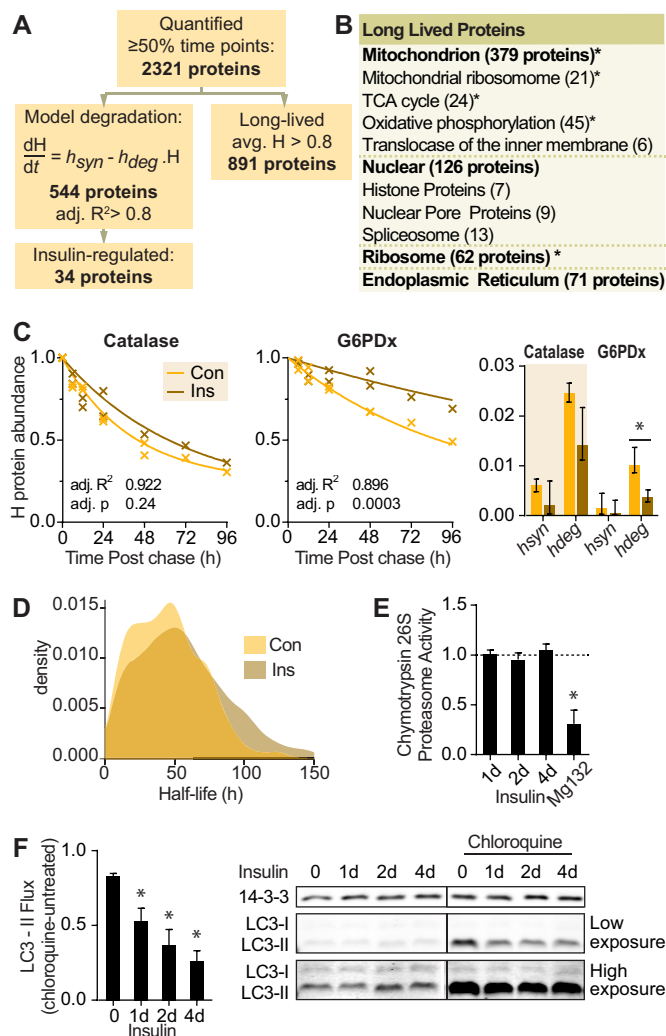 A
Quantified
≥50% time points:
2321 proteins
Model degradation:
dH/dt = hsyn - hdeg .H
544 proteins
adj. R²> 0.8
Long-lived
avg. H > 0.8
891 proteins
Insulin-regulated:
34 proteins
B
Long Lived Proteins
Mitochondrion (379 proteins)*
Mitochondrial ribosomome (21)*
TCA cycle (24)*
Oxidative phosphorylation (45)*
Translocase of the inner membrane (6)
Nuclear (126 proteins)
Histone Proteins (7)
Nuclear Pore Proteins (9)
Spliceosome (13)
Ribosome (62 proteins) *
Endoplasmic Reticulum (71 proteins)
C
Catalase
H protein abundance
1.0
0.5
0.0
Con
Ins
adj. R² 0.922
adj. p 0.24
0 24 48 72 96
Time Post chase (h)
G6PDx
1.0
0.5
0.0
adj. R² 0.896
adj. p 0.0003
0 24 48 72 96
Time Post chase (h)
Catalase G6PDx
0.03
0.02
0.01
0.00
*
hsyn hdeg hsyn hdeg
D
density
0.015
0.010
0.005
0.000
Con
Ins
0 50 100 150
Half-life (h)
E
Chymotrypsin 26S
Proteasome Activity
1.5
1.0
0.5
0.0
*
1d 2d 4d Mg132
Insulin
F
LC3 - II Flux
(chloroquine-untreated)
1.0
0.5
0.0
* * *
0 1d 2d 4d
Insulin
Chloroquine
Insulin 0 1d 2d 4d 0 1d 2d 4d
14-3-3
LC3-I
LC3-II
Low
exposure
LC3-I
LC3-II
High
exposure